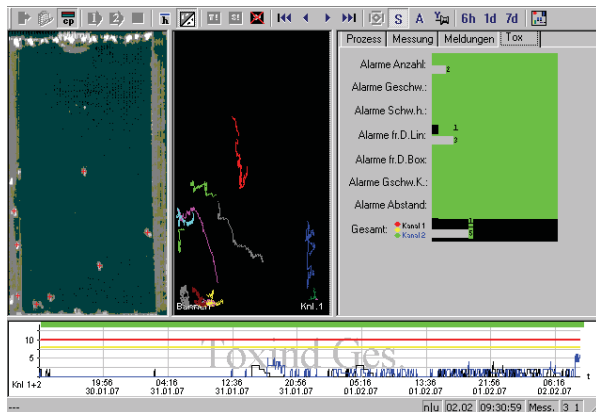 cp h S A 6h 1d 7d
Prozess Messung Meldungen Tox
Alarme Anzahl:
2
Alarme Geschw.:
Alarme Schw.h.:
Alarme fr.D.Lin:
1
3
Alarme fr.D.Box:
Alarme Gschw.K.:
Alarme Abstand:
Gesamt: Kanal 1
Kanal 2
Knl.1
Toxind Ges.
10
5
Knl 1+2
t
19:56 04:16 12:36 20:56 05:16 13:36 21:56 06:16
30.01.07 31.01.07 31.01.07 31.01.07 01.02.07 01.02.07 01.02.07 02.02.07
---
n|u 02.02 09:30:59 Mess. 3 1